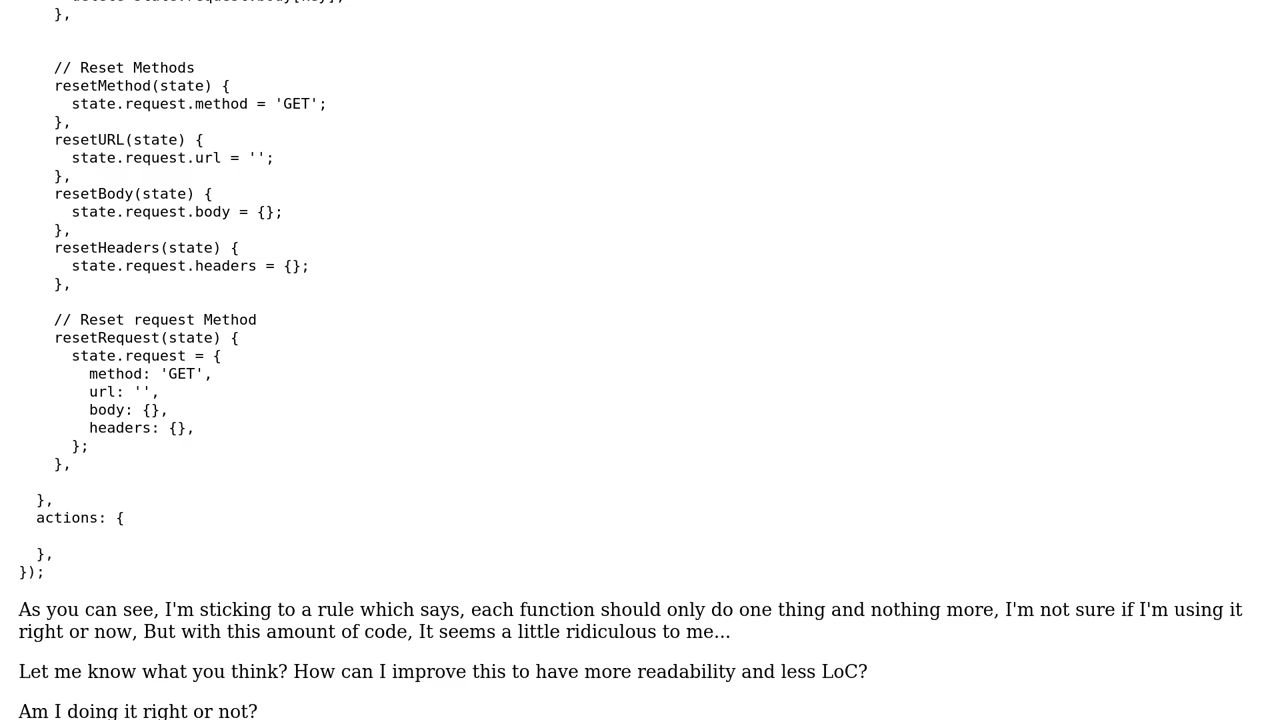 },
// Reset Methods
resetMethod(state) {
state.request.method = 'GET';
},
resetURL(state) {
state.request.url = '';
},
resetBody(state) {
state.request.body = {};
},
resetHeaders(state) {
state.request.headers = {};
},
// Reset request Method
resetRequest(state) {
state.request = {
method: 'GET',
url: '',
body: {},
headers: {},
};
},
},
actions: {
},
});
As you can see, I'm sticking to a rule which says, each function should only do one thing and nothing more, I'm not sure if I'm using it
right or now, But with this amount of code, It seems a little ridiculous to me...
Let me know what you think? How can I improve this to have more readability and less LoC?
Am I doing it right or not?